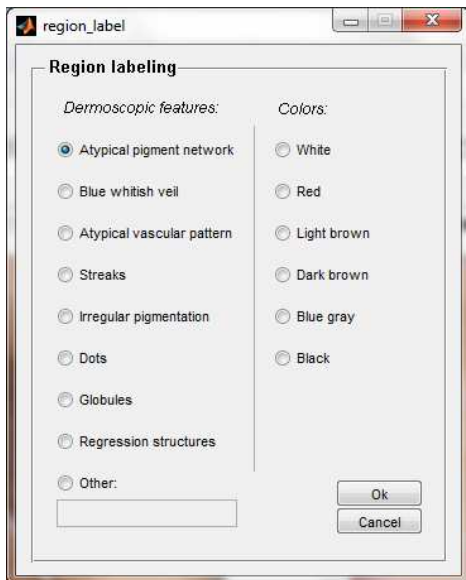 region_label
Region labeling
Dermoscopic features:
Atypical pigment network
Blue whitish veil
Atypical vascular pattern
Streaks
Irregular pigmentation
Dots
Globules
Regression structures
Other:
Colors:
White
Red
Light brown
Dark brown
Blue gray
Black
Ok
Cancel